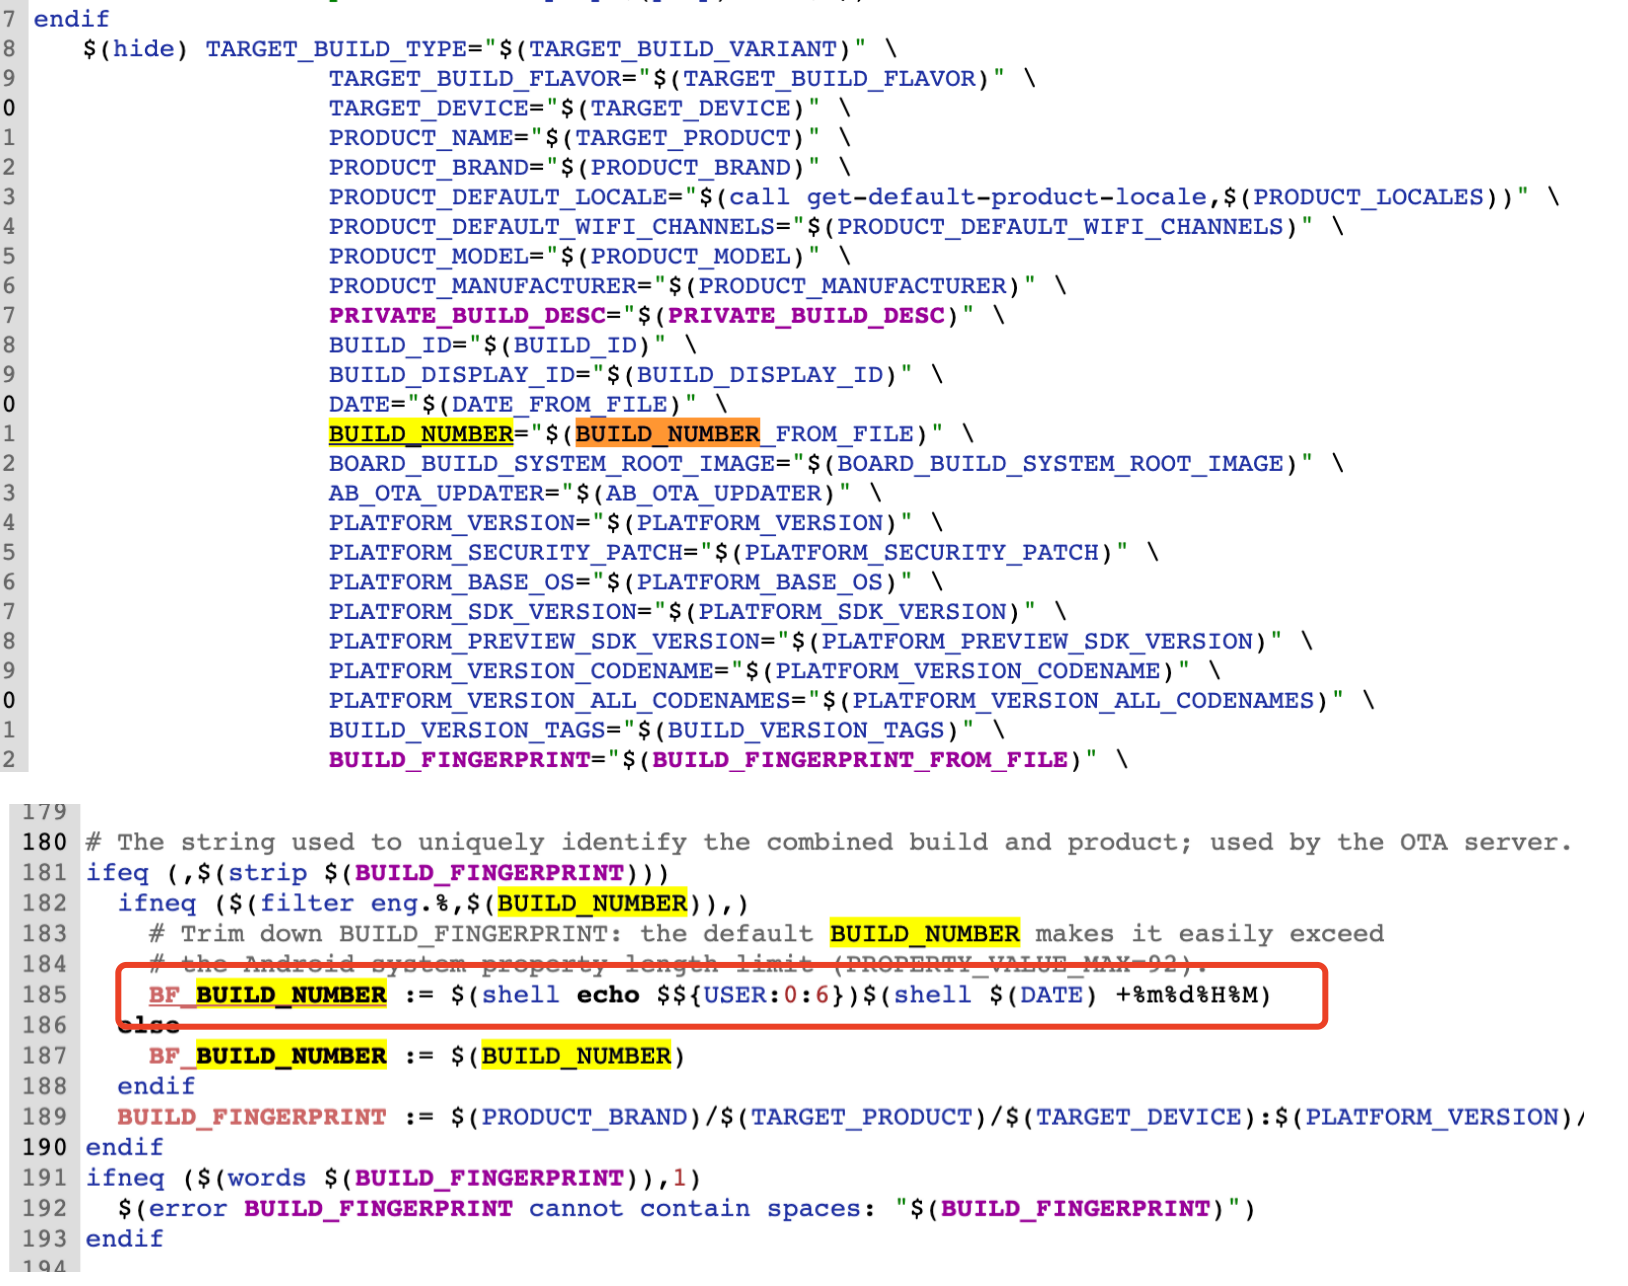 7 endif
8 $(hide) TARGET_BUILD_TYPE="$(TARGET_BUILD_VARIANT)" \
9 TARGET_BUILD_FLAVOR="$(TARGET_BUILD_FLAVOR)" \
0 TARGET_DEVICE="$(TARGET_DEVICE)" \
1 PRODUCT_NAME="$(TARGET_PRODUCT)" \
2 PRODUCT_BRAND="$(PRODUCT_BRAND)" \
3 PRODUCT_DEFAULT_LOCALE="$(call get-default-product-locale,$(PRODUCT_LOCALES))" \
4 PRODUCT_DEFAULT_WIFI_CHANNELS="$(PRODUCT_DEFAULT_WIFI_CHANNELS)" \
5 PRODUCT_MODEL="$(PRODUCT_MODEL)" \
6 PRODUCT_MANUFACTURER="$(PRODUCT_MANUFACTURER)" \
7 PRIVATE_BUILD_DESC="$(PRIVATE_BUILD_DESC)" \
8 BUILD_ID="$(BUILD_ID)" \
9 BUILD_DISPLAY_ID="$(BUILD_DISPLAY_ID)" \
0 DATE="$(DATE_FROM_FILE)" \
1 BUILD_NUMBER="$(BUILD_NUMBER_FROM_FILE)" \
2 BOARD_BUILD_SYSTEM_ROOT_IMAGE="$(BOARD_BUILD_SYSTEM_ROOT_IMAGE)" \
3 AB_OTA_UPDATER="$(AB_OTA_UPDATER)" \
4 PLATFORM_VERSION="$(PLATFORM_VERSION)" \
5 PLATFORM_SECURITY_PATCH="$(PLATFORM_SECURITY_PATCH)" \
6 PLATFORM_BASE_OS="$(PLATFORM_BASE_OS)" \
7 PLATFORM_SDK_VERSION="$(PLATFORM_SDK_VERSION)" \
8 PLATFORM_PREVIEW_SDK_VERSION="$(PLATFORM_PREVIEW_SDK_VERSION)" \
9 PLATFORM_VERSION_CODENAME="$(PLATFORM_VERSION_CODENAME)" \
0 PLATFORM_VERSION_ALL_CODENAMES="$(PLATFORM_VERSION_ALL_CODENAMES)" \
1 BUILD_VERSION_TAGS="$(BUILD_VERSION_TAGS)" \
2 BUILD_FINGERPRINT="$(BUILD_FINGERPRINT_FROM_FILE)" \
179
180 # The string used to uniquely identify the combined build and product; used by the OTA server.
181 ifeq (,$(strip $(BUILD_FINGERPRINT)))
182 ifneq ($(filter eng.%,$(BUILD_NUMBER)),)
183 # Trim down BUILD_FINGERPRINT: the default BUILD_NUMBER makes it easily exceed
184 # the Android system property length limit (PROPERTY_VALUE_MAX=92).
185 BF_BUILD_NUMBER := $(shell echo $${USER:0:6})$(shell $(DATE) +%m%d%H%M)
186 else
187 BF_BUILD_NUMBER := $(BUILD_NUMBER)
188 endif
189 BUILD_FINGERPRINT := $(PRODUCT_BRAND)/$(TARGET_PRODUCT)/$(TARGET_DEVICE):$(PLATFORM_VERSION)/
190 endif
191 ifneq ($(words $(BUILD_FINGERPRINT)),1)
192 $(error BUILD_FINGERPRINT cannot contain spaces: "$(BUILD_FINGERPRINT)")
193 endif
194